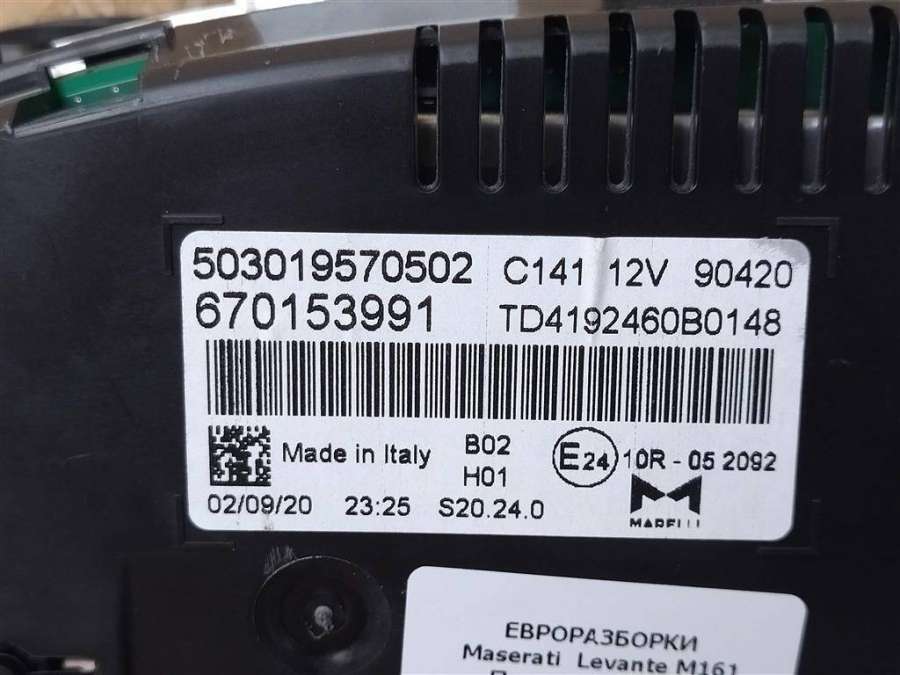 503019570502 C141 12V 90420
670153991 TD4192460B0148
Made in Italy B02 E24 10R - 05 2092
H01
02/09/20 23:25 S20.24.0 MARELLI
ЕВРОРАЗБОРКИ
Maserati Levante M161